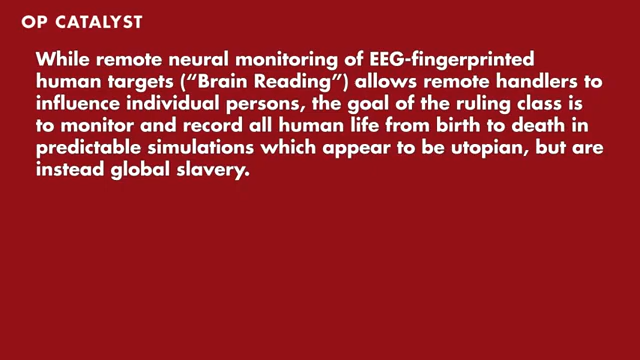 OP CATALYST
While remote neural monitoring of EEG-fingerprinted
human targets (“Brain Reading”) allows remote handlers to
influence individual persons, the goal of the ruling class is
to monitor and record all human life from birth to death in
predictable simulations which appear to be utopian, but are
instead global slavery.